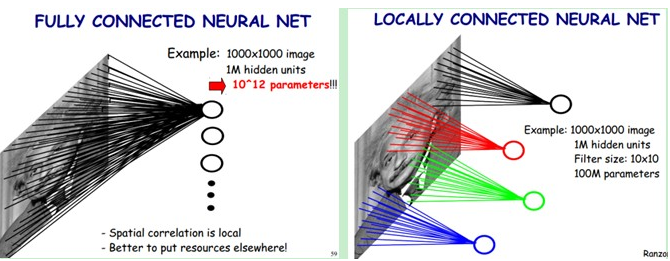 FULLY CONNECTED NEURAL NET
Example: 1000x1000 image
1M hidden units
10^12 parameters!!!
- Spatial correlation is local
- Better to put resources elsewhere!
59
LOCALLY CONNECTED NEURAL NET
Example: 1000x1000 image
1M hidden units
Filter size: 10x10
100M parameters